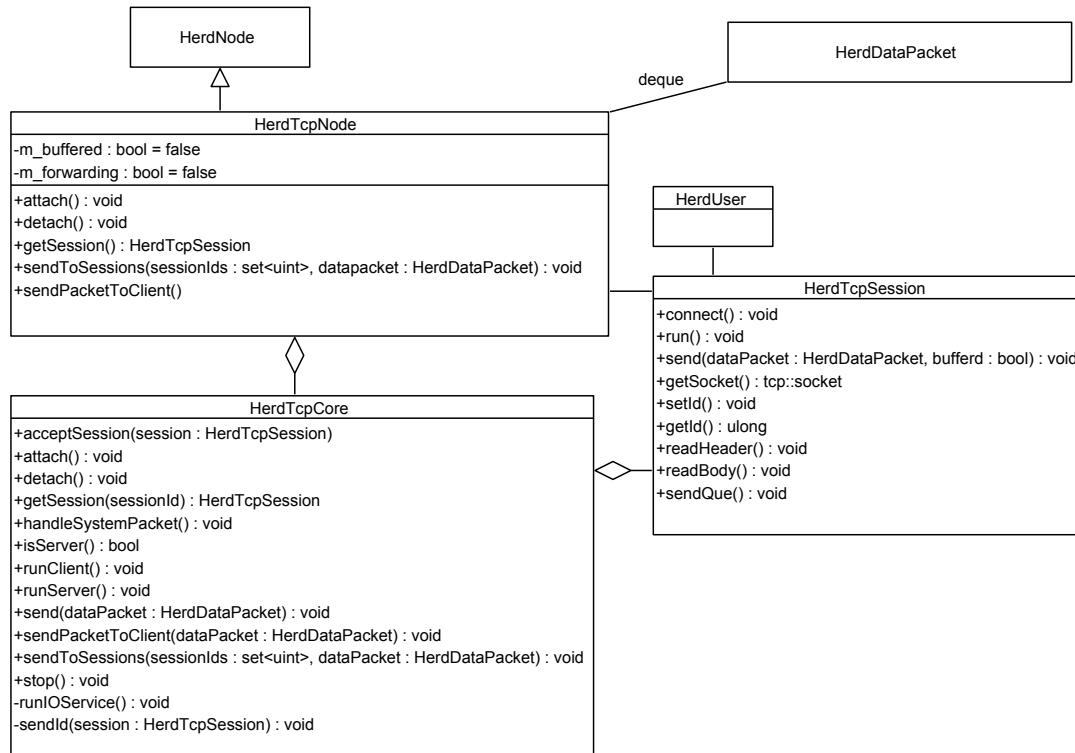 HerdNode
HerdDataPacket
deque
HerdTcpNode
-m_buffered : bool = false
-m_forwarding : bool = false
+attach() : void
+detach() : void
+getSession() : HerdTcpSession
+sendToSessions(sessionIds : set<uint>, datapacket : HerdDataPacket) : void
+sendPacketToClient()
HerdUser
HerdTcpSession
+connect() : void
+run() : void
+send(dataPacket : HerdDataPacket, bufferd : bool) : void
+getSocket() : tcp::socket
+setId() : void
+getId() : ulong
+readHeader() : void
+readBody() : void
+sendQue() : void
HerdTcpCore
+acceptSession(session : HerdTcpSession)
+attach() : void
+detach() : void
+getSession(sessionId) : HerdTcpSession
+handleSystemPacket() : void
+isServer() : bool
+runClient() : void
+runServer() : void
+send(dataPacket : HerdDataPacket) : void
+sendPacketToClient(dataPacket : HerdDataPacket) : void
+sendToSessions(sessionIds : set<uint>, dataPacket : HerdDataPacket) : void
+stop() : void
-runIOService() : void
-sendId(session : HerdTcpSession) : void